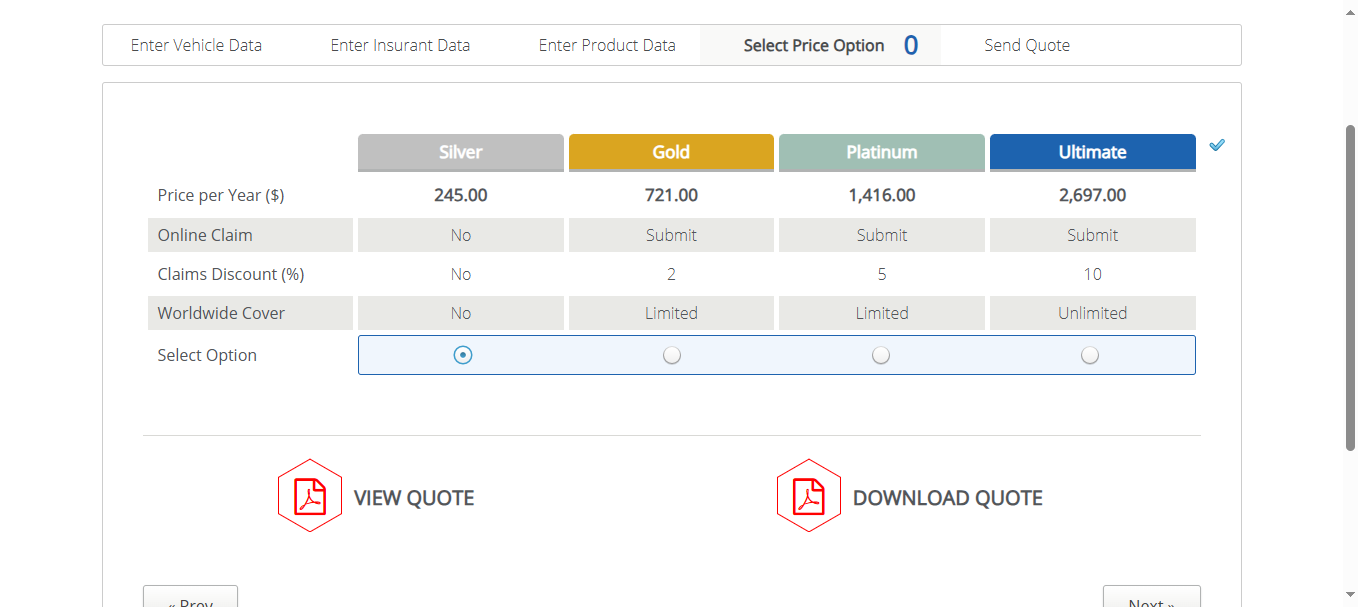 Enter Vehicle Data Enter Insurant Data Enter Product Data Select Price Option 0 Send Quote
Silver Gold Platinum Ultimate
Price per Year ($) 245.00 721.00 1,416.00 2,697.00
Online Claim No Submit Submit Submit
Claims Discount (%) No 2 5 10
Worldwide Cover No Limited Limited Unlimited
Select Option
VIEW QUOTE DOWNLOAD QUOTE
« Prev Next »